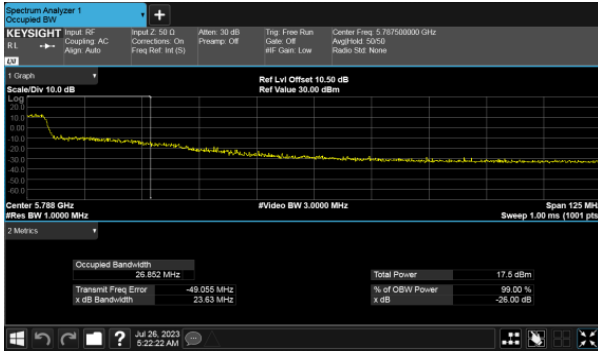 Spectrum Analyzer 1
Occupied BW
+
KEYSIGHT Input: RF Input Z: 50 Ω Atten: 30 dB Trig: Free Run Center Freq: 5.787500000 GHz
RL Coupling: AC Corrections: On Preamp: Off Gate: Off Avg|Hold: 50/50
Align: Auto Freq Ref: Int (S) #IF Gain: Low Radio Std: None
LXI
1 Graph
Ref Lvl Offset 10.50 dB
Scale/Div 10.0 dB Ref Value 30.00 dBm
Log
20.0
10.0
0.00
-10.0
-20.0
-30.0
-40.0
-50.0
-60.0
Center 5.788 GHz #Video BW 3.0000 MHz Span 125 MH
#Res BW 1.0000 MHz Sweep 1.00 ms (1001 pts
2 Metrics
Occupied Bandwidth
26.852 MHz Total Power 17.5 dBm
Transmit Freq Error -49.055 MHz % of OBW Power 99.00 %
x dB Bandwidth 23.63 MHz x dB -26.00 dB
? Jul 26, 2023
5:22:22 AM